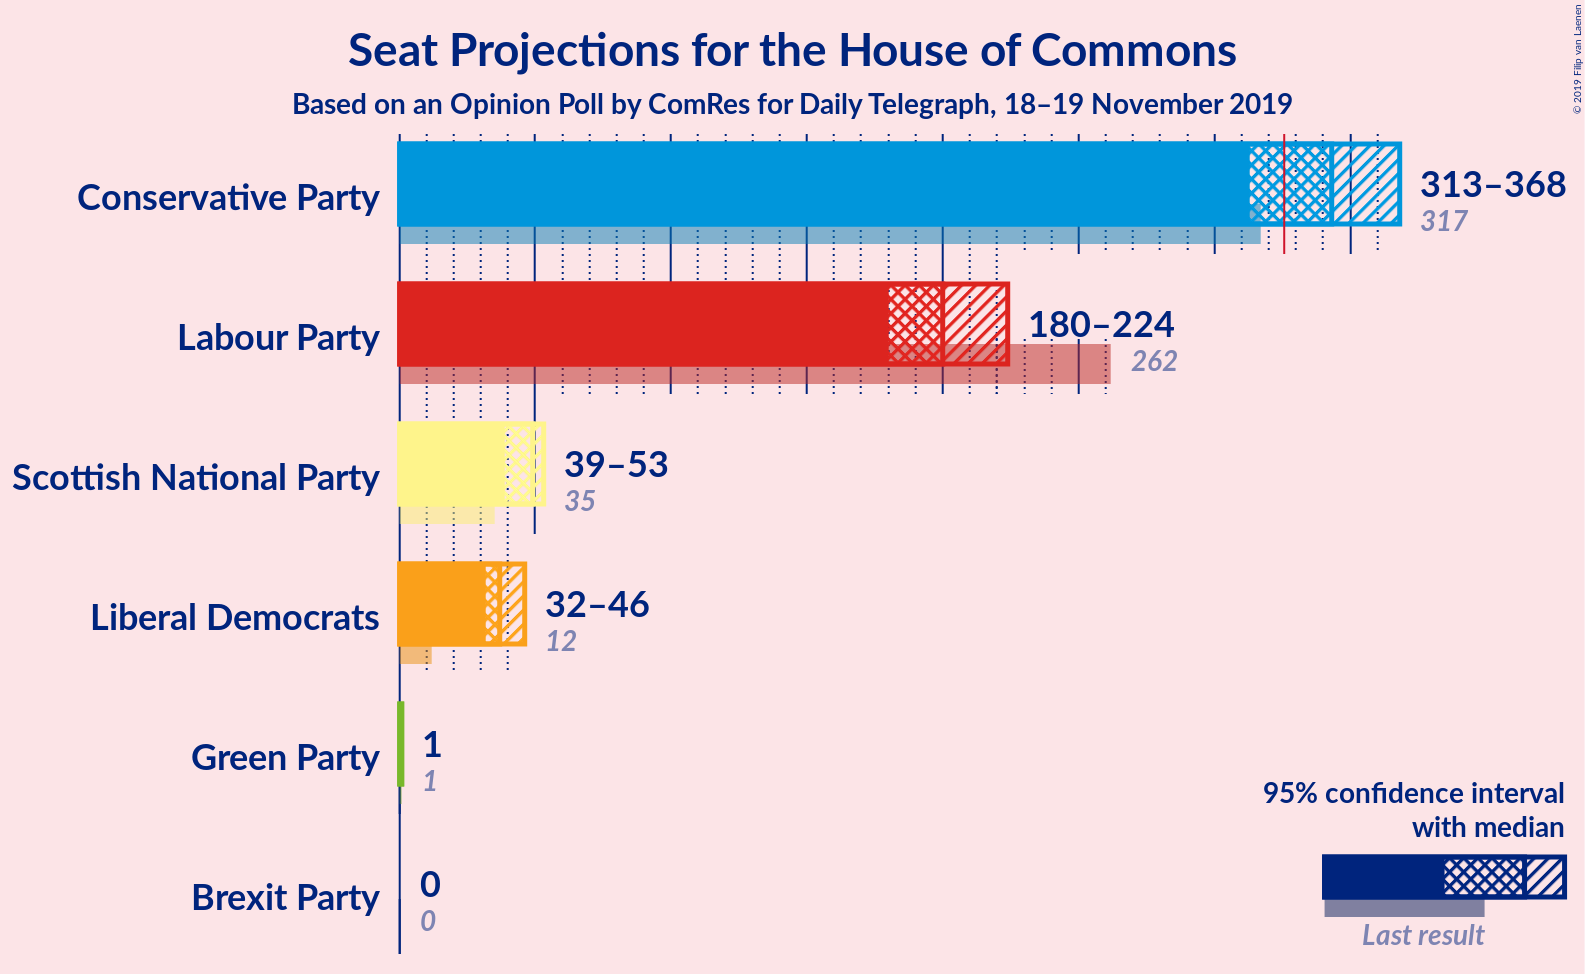 Seat Projections for the House of Commons
Based on an Opinion Poll by ComRes for Daily Telegraph, 18–19 November 2019
© 2019 Filip van Laenen
Conservative Party
313–368
317
Labour Party
180–224
262
Scottish National Party
39–53
35
Liberal Democrats
32–46
12
Green Party
1
1
Brexit Party
0
0
95% confidence interval
with median
Last result